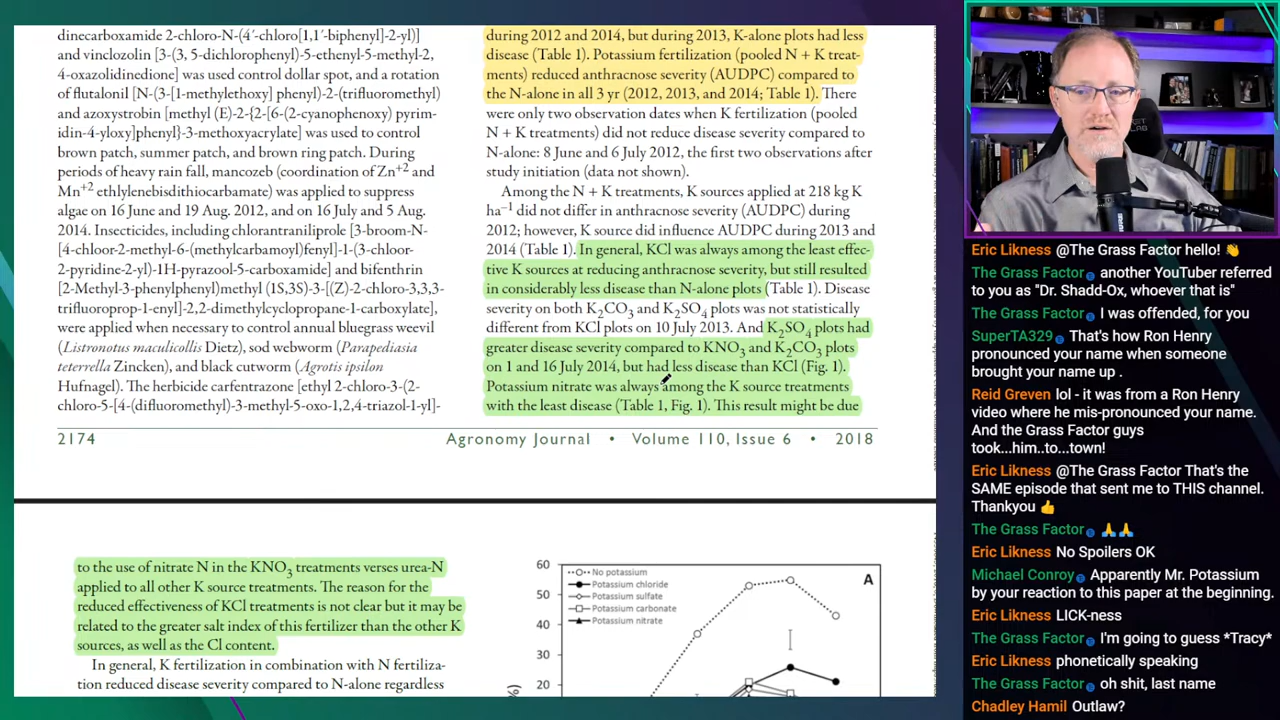 dinecarboxamide 2-chloro-N-(4′-chloro[1,1′-biphenyl]-2-yl)]
and vinclozolin [3-(3, 5-dichlorophenyl)-5-ethenyl-5-methyl-2,
4-oxazolidinedione] was used control dollar spot, and a rotation
of flutalonil [N-(3-[1-methylethoxy] phenyl)-2-(trifluoromethyl)
and azoxystrobin [methyl (E)-2-{2-[6-(2-cyanophenoxy) pyrim-
idin-4-yloxy]phenyl}-3-methoxyacrylate] was used to control
brown patch, summer patch, and brown ring patch. During
periods of heavy rain fall, mancozeb (coordination of Zn+2 and
Mn+2 ethlylenebisdithiocarbamate) was applied to suppress
algae on 16 June and 19 Aug. 2012, and on 16 July and 5 Aug.
2014. Insecticides, including chlorantraniliprole [3-broom-N-
[4-chloor-2-methyl-6-(methylcarbamoyl)fenyl]-1-(3-chloor-
2-pyridine-2-yl)-1H-pyrazool-5-carboxamide] and bifenthrin
[2-Methyl-3-phenylphenyl)methyl (1S,3S)-3-[(Z)-2-chloro-3,3,3-
trifluoroprop-1-enyl]-2,2-dimethylcyclopropane-1-carboxylate],
were applied when necessary to control annual bluegrass weevil
(Listronotus maculicollis Dietz), sod webworm (Parapediasia
teterrella Zincken), and black cutworm (Agrotis ipsilon
Hufnagel). The herbicide carfentrazone [ethyl 2-chloro-3-(2-
chloro-5-[4-(difluoromethyl)-3-methyl-5-oxo-1,2,4-triazol-1-yl]-
during 2012 and 2014, but during 2013, K-alone plots had less
disease (Table 1). Potassium fertilization (pooled N + K treat-
ments) reduced anthracnose severity (AUDPC) compared to
the N-alone in all 3 yr (2012, 2013, and 2014; Table 1). There
were only two observation dates when K fertilization (pooled
N + K treatments) did not reduce disease severity compared to
N-alone: 8 June and 6 July 2012, the first two observations after
study initiation (data not shown).
Among the N + K treatments, K sources applied at 218 kg K
ha–1 did not differ in anthracnose severity (AUDPC) during
2012; however, K source did influence AUDPC during 2013 and
2014 (Table 1). In general, KCl was always among the least effec-
tive K sources at reducing anthracnose severity, but still resulted
in considerably less disease than N-alone plots (Table 1). Disease
severity on both K2CO3 and K2SO4 plots was not statistically
different from KCl plots on 10 July 2013. And K2SO4 plots had
greater disease severity compared to KNO3 and K2CO3 plots
on 1 and 16 July 2014, but had less disease than KCl (Fig. 1).
Potassium nitrate was always among the K source treatments
with the least disease (Table 1, Fig. 1). This result might be due
2174
Agronomy Journal • Volume 110, Issue 6 • 2018
to the use of nitrate N in the KNO3 treatments verses urea-N
applied to all other K source treatments. The reason for the
reduced effectiveness of KCl treatments is not clear but it may be
related to the greater salt index of this fertilizer than the other K
sources, as well as the Cl content.
In general, K fertilization in combination with N fertiliza-
tion reduced disease severity compared to N-alone regardless
60
50
40
30
20
No potassium
Potassium chloride
Potassium sulfate
Potassium carbonate
Potassium nitrate
A
Eric Likness @The Grass Factor hello! 👋
The Grass Factor another YouTuber referred
to you as "Dr. Shadd-Ox, whoever that is"
The Grass Factor I was offended, for you
SuperTA329 That's how Ron Henry
pronounced your name when someone
brought your name up .
Reid Greven lol - it was from a Ron Henry
video where he mis-pronounced your name.
And the Grass Factor guys
took...him..to...town!
Eric Likness @The Grass Factor That's the
SAME episode that sent me to THIS channel.
Thankyou 👍
The Grass Factor 🙏🙏
Eric Likness No Spoilers OK
Michael Conroy Apparently Mr. Potassium
by your reaction to this paper at the beginning.
Eric Likness LICK-ness
The Grass Factor I'm going to guess *Tracy*
Eric Likness phonetically speaking
The Grass Factor oh shit, last name
Chadley Hamil Outlaw?